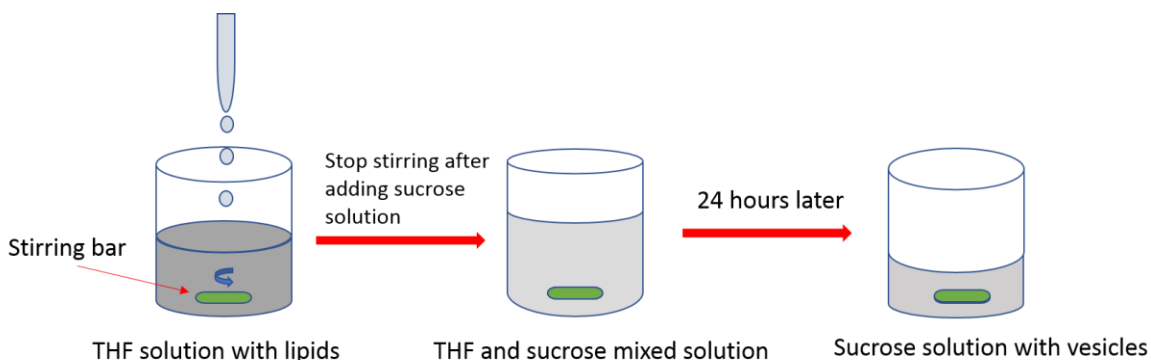 Stop stirring after
adding sucrose
solution
24 hours later
Stirring bar
THF solution with lipids
THF and sucrose mixed solution
Sucrose solution with vesicles